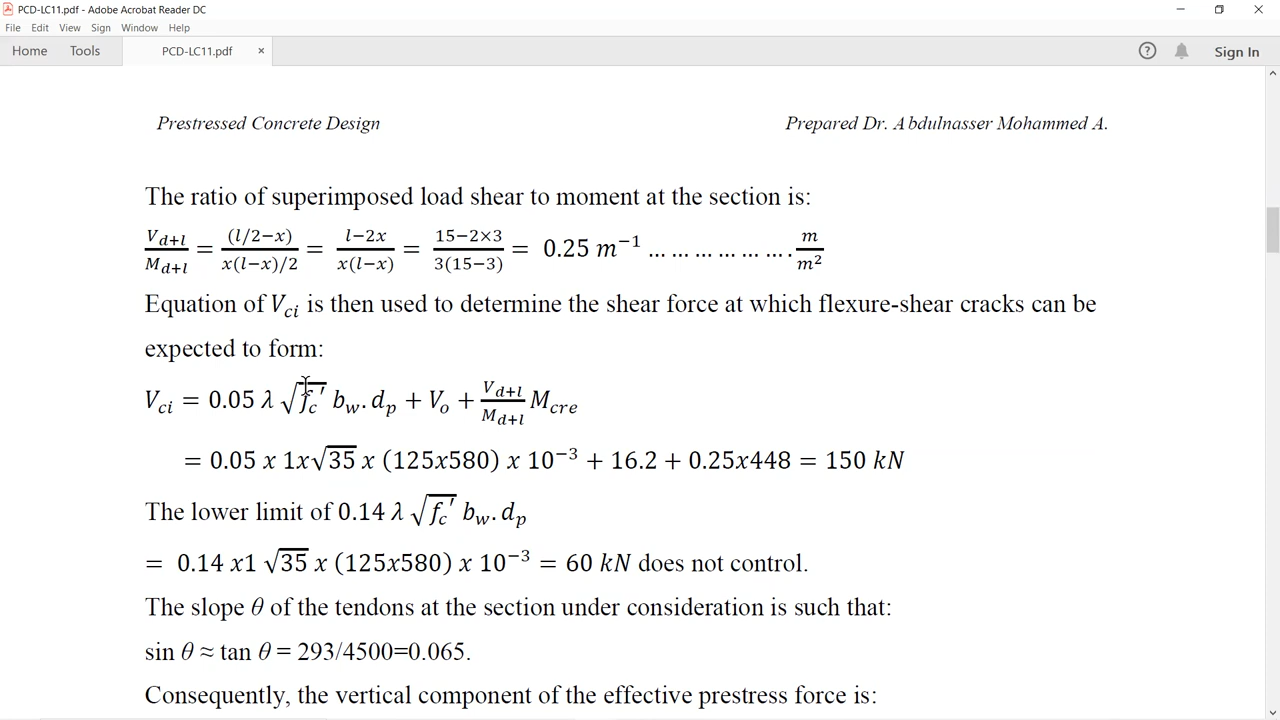 PCD-LC11.pdf - Adobe Acrobat Reader DC
File Edit View Sign Window Help
Home Tools PCD-LC11.pdf × ? Sign In
Prestressed Concrete Design Prepared Dr. Abdulnasser Mohammed A.
The ratio of superimposed load shear to moment at the section is:
V_{d+l}/M_{d+l} = (l/2−x)/(x(l−x)/2) = (l−2x)/(x(l−x)) = (15−2×3)/(3(15−3)) = 0.25 m⁻¹ … … … … … … . m/m²
Equation of V_{ci} is then used to determine the shear force at which flexure-shear cracks can be
expected to form:
V_{ci} = 0.05 λ √f_c′ b_w. d_p + V_o + V_{d+l}/M_{d+l} M_{cre}
= 0.05 x 1x√35 x (125x580) x 10⁻³ + 16.2 + 0.25x448 = 150 kN
The lower limit of 0.14 λ √f_c′ b_w. d_p
= 0.14 x1 √35 x (125x580) x 10⁻³ = 60 kN does not control.
The slope θ of the tendons at the section under consideration is such that:
sin θ ≈ tan θ = 293/4500=0.065.
Consequently, the vertical component of the effective prestress force is: